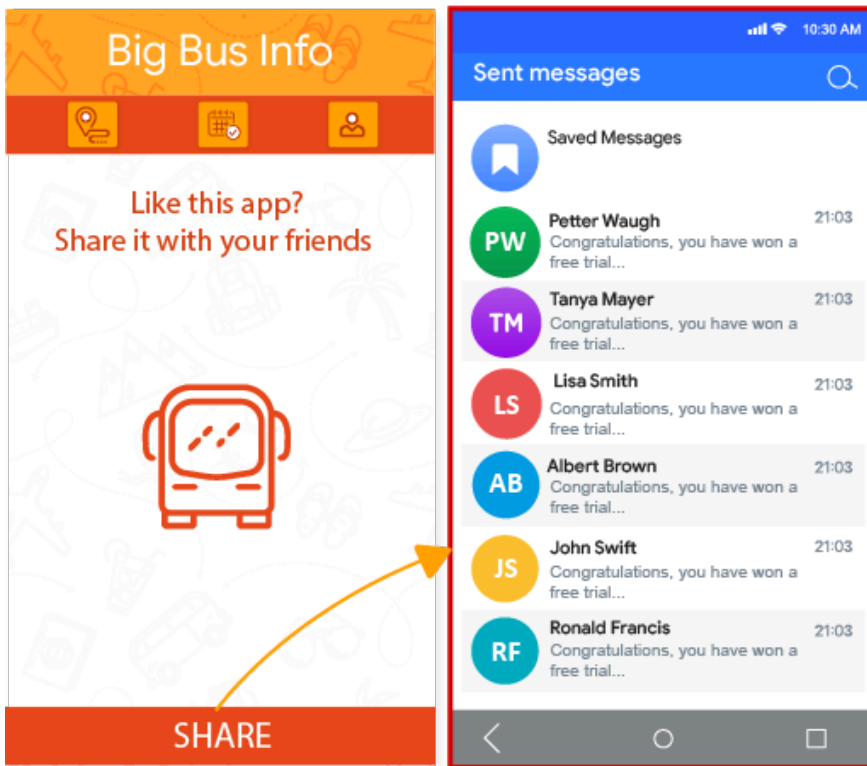 Big Bus Info
Like this app?
Share it with your friends
SHARE
10:30 AM
Sent messages
Saved Messages
PW
Petter Waugh
21:03
Congratulations, you have won a
free trial...
TM
Tanya Mayer
21:03
Congratulations, you have won a
free trial...
LS
Lisa Smith
21:03
Congratulations, you have won a
free trial...
AB
Albert Brown
21:03
Congratulations, you have won a
free trial...
JS
John Swift
21:03
Congratulations, you have won a
free trial...
RF
Ronald Francis
21:03
Congratulations, you have won a
free trial...